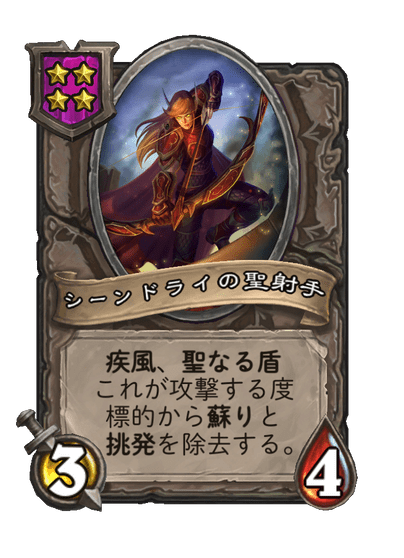 シーンドライの聖射手
疾風、聖なる盾
これが攻撃する度
標的から蘇りと
挑発を除去する。
3
4